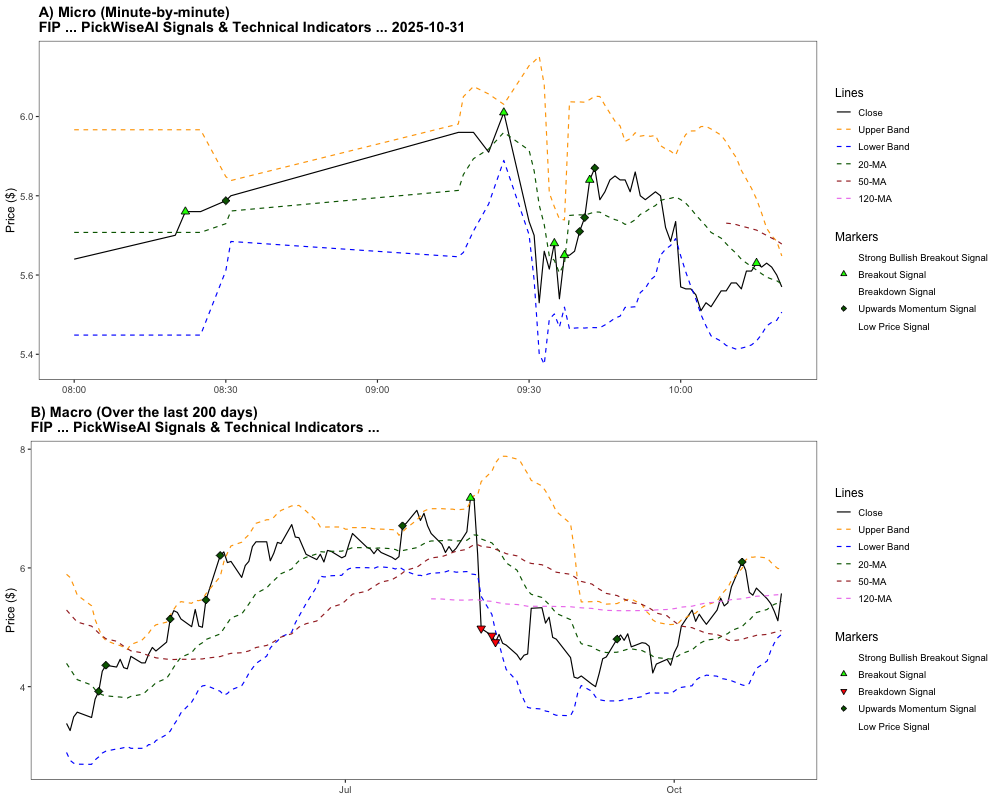 A) Micro (Minute-by-minute)
FIP ... PickWiseAI Signals & Technical Indicators ... 2025-10-31
Price ($)
6.0
5.8
5.6
5.4
08:00
08:30
09:00
09:30
10:00
Lines
Close
Upper Band
Lower Band
20-MA
50-MA
120-MA
Markers
Strong Bullish Breakout Signal
Breakout Signal
Breakdown Signal
Upwards Momentum Signal
Low Price Signal
B) Macro (Over the last 200 days)
FIP ... PickWiseAI Signals & Technical Indicators ...
Price ($)
8
6
4
Jul
Oct
Lines
Close
Upper Band
Lower Band
20-MA
50-MA
120-MA
Markers
Strong Bullish Breakout Signal
Breakout Signal
Breakdown Signal
Upwards Momentum Signal
Low Price Signal